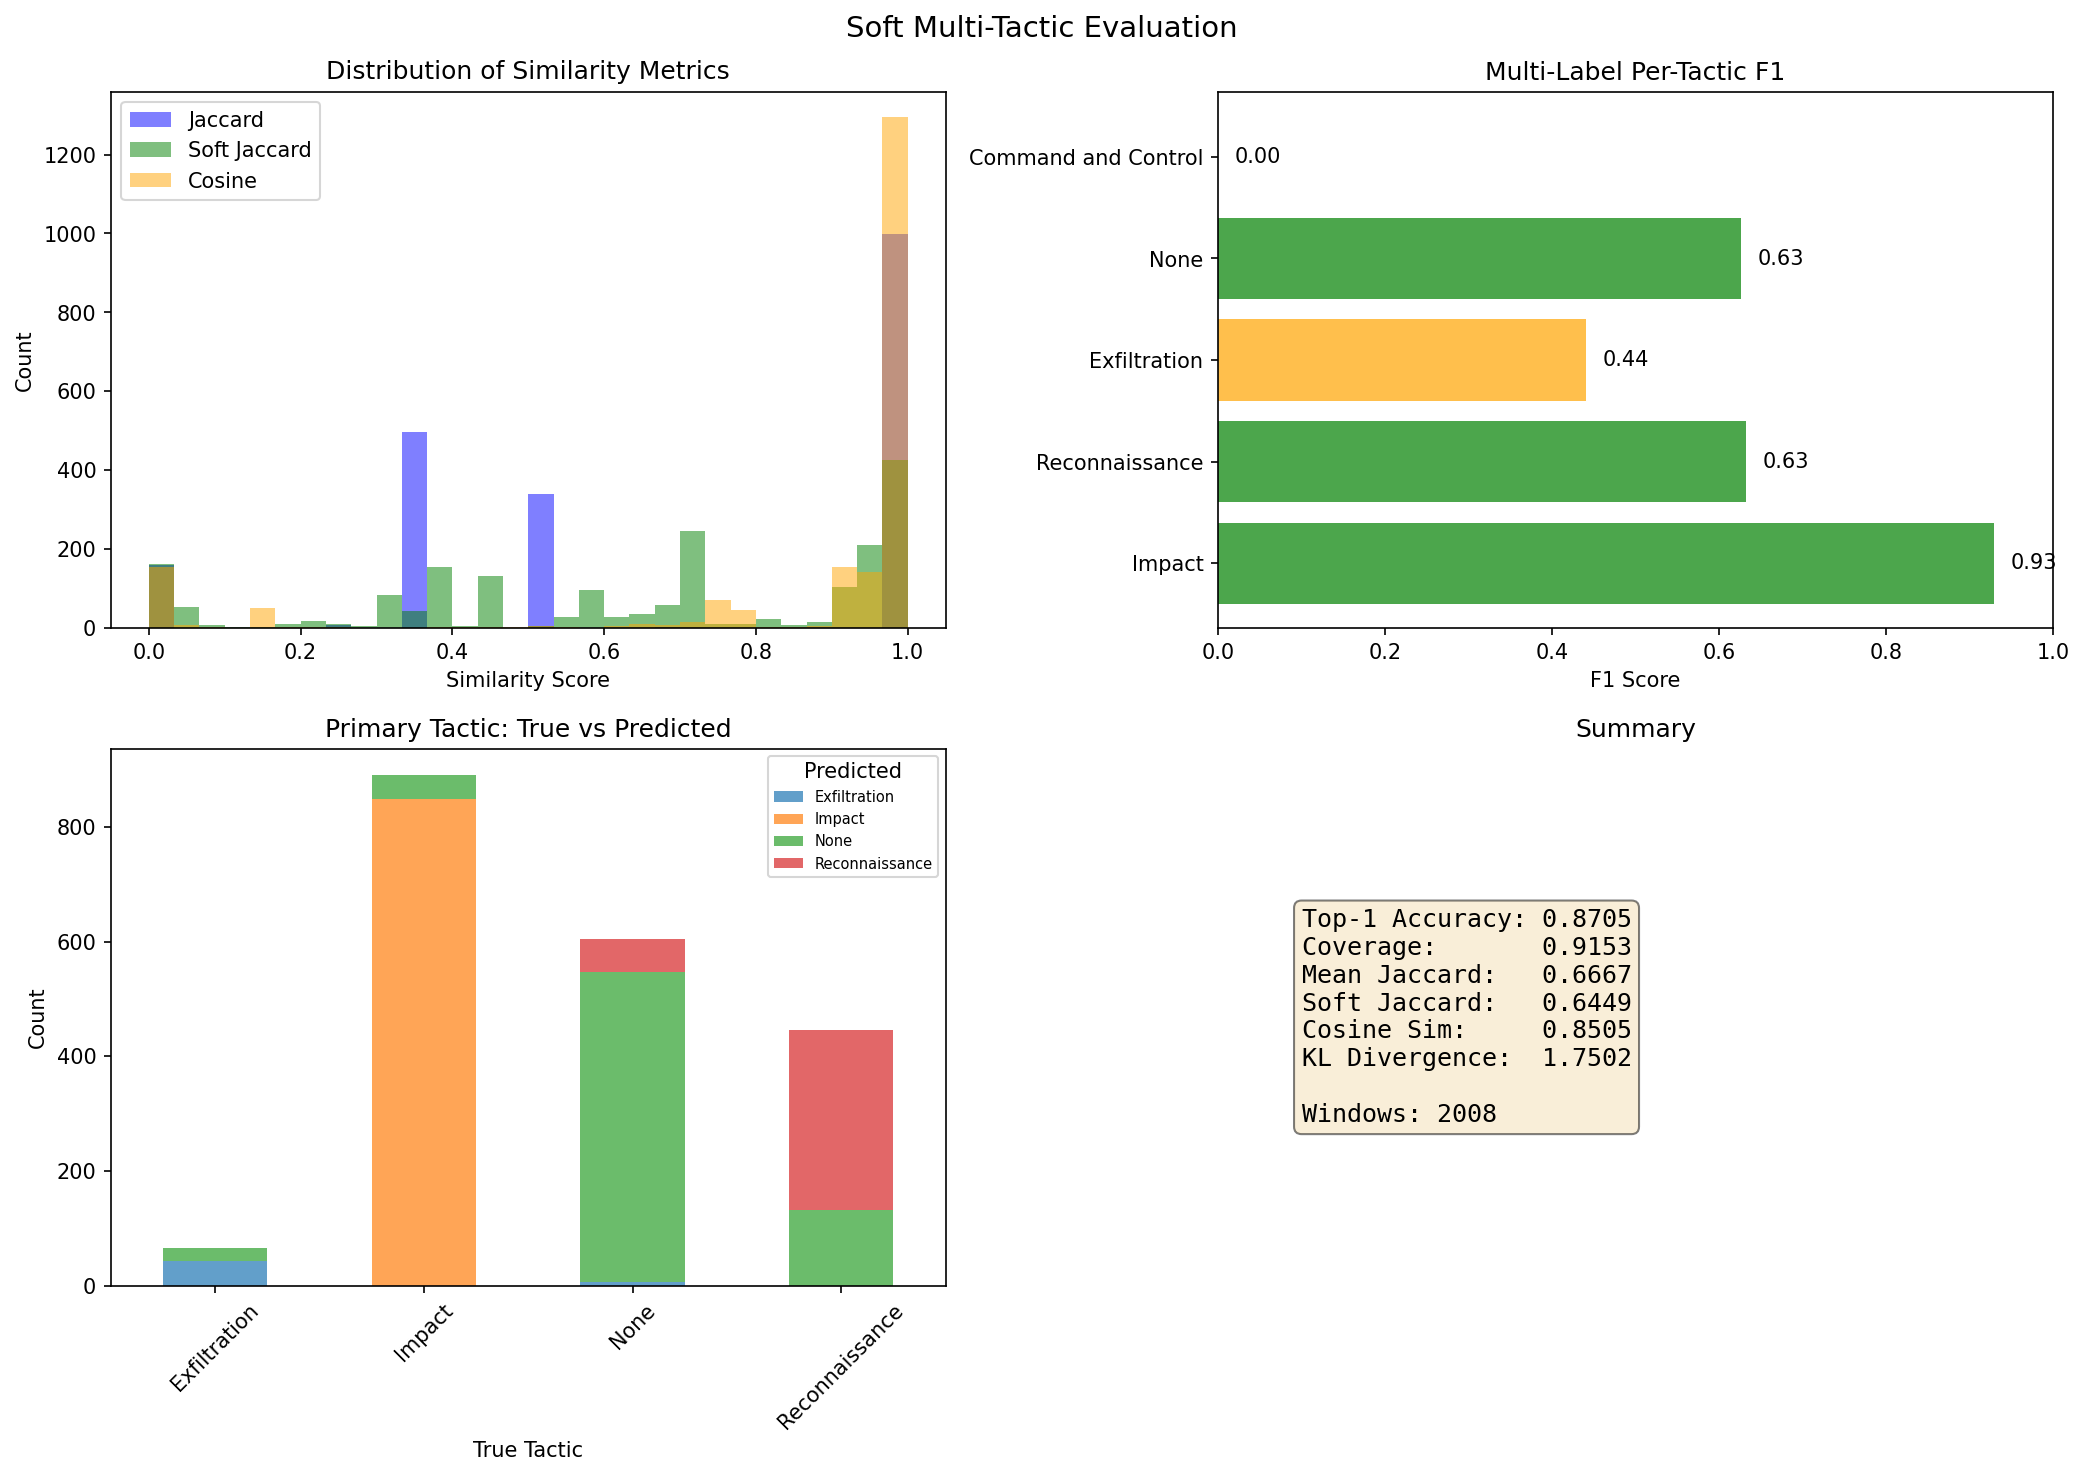 Soft Multi-Tactic Evaluation
Distribution of Similarity Metrics
Jaccard
Soft Jaccard
Cosine
Count
1200
1000
800
600
400
200
0
0.0 0.2 0.4 0.6 0.8 1.0
Similarity Score
Multi-Label Per-Tactic F1
Command and Control 0.00
None 0.63
Exfiltration 0.44
Reconnaissance 0.63
Impact 0.93
0.0 0.2 0.4 0.6 0.8 1.0
F1 Score
Primary Tactic: True vs Predicted
Predicted
Exfiltration
Impact
None
Reconnaissance
Count
800
600
400
200
0
Exfiltration
Impact
None
Reconnaissance
True Tactic
Summary
Top-1 Accuracy: 0.8705
Coverage: 0.9153
Mean Jaccard: 0.6667
Soft Jaccard: 0.6449
Cosine Sim: 0.8505
KL Divergence: 1.7502
Windows: 2008